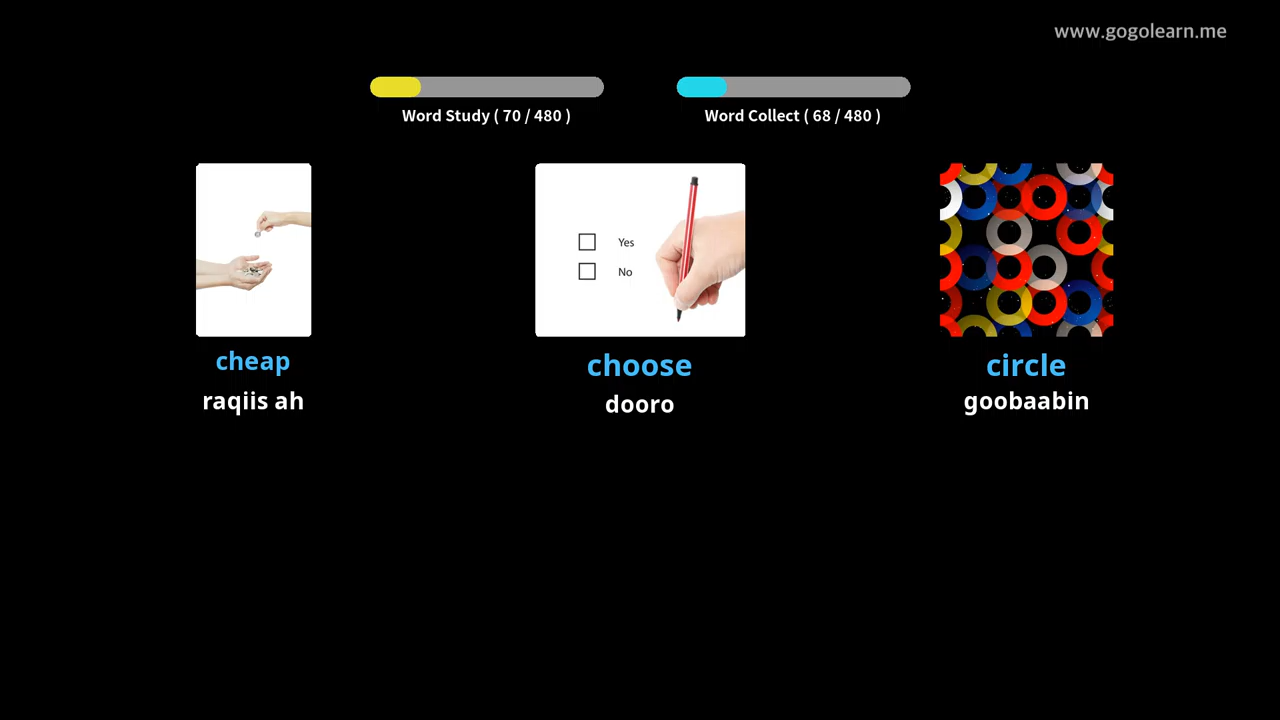 www.gogolearn.me
Word Study ( 70 / 480 )
Word Collect ( 68 / 480 )
Yes
No
cheap
raqiis ah
choose
dooro
circle
goobaabin